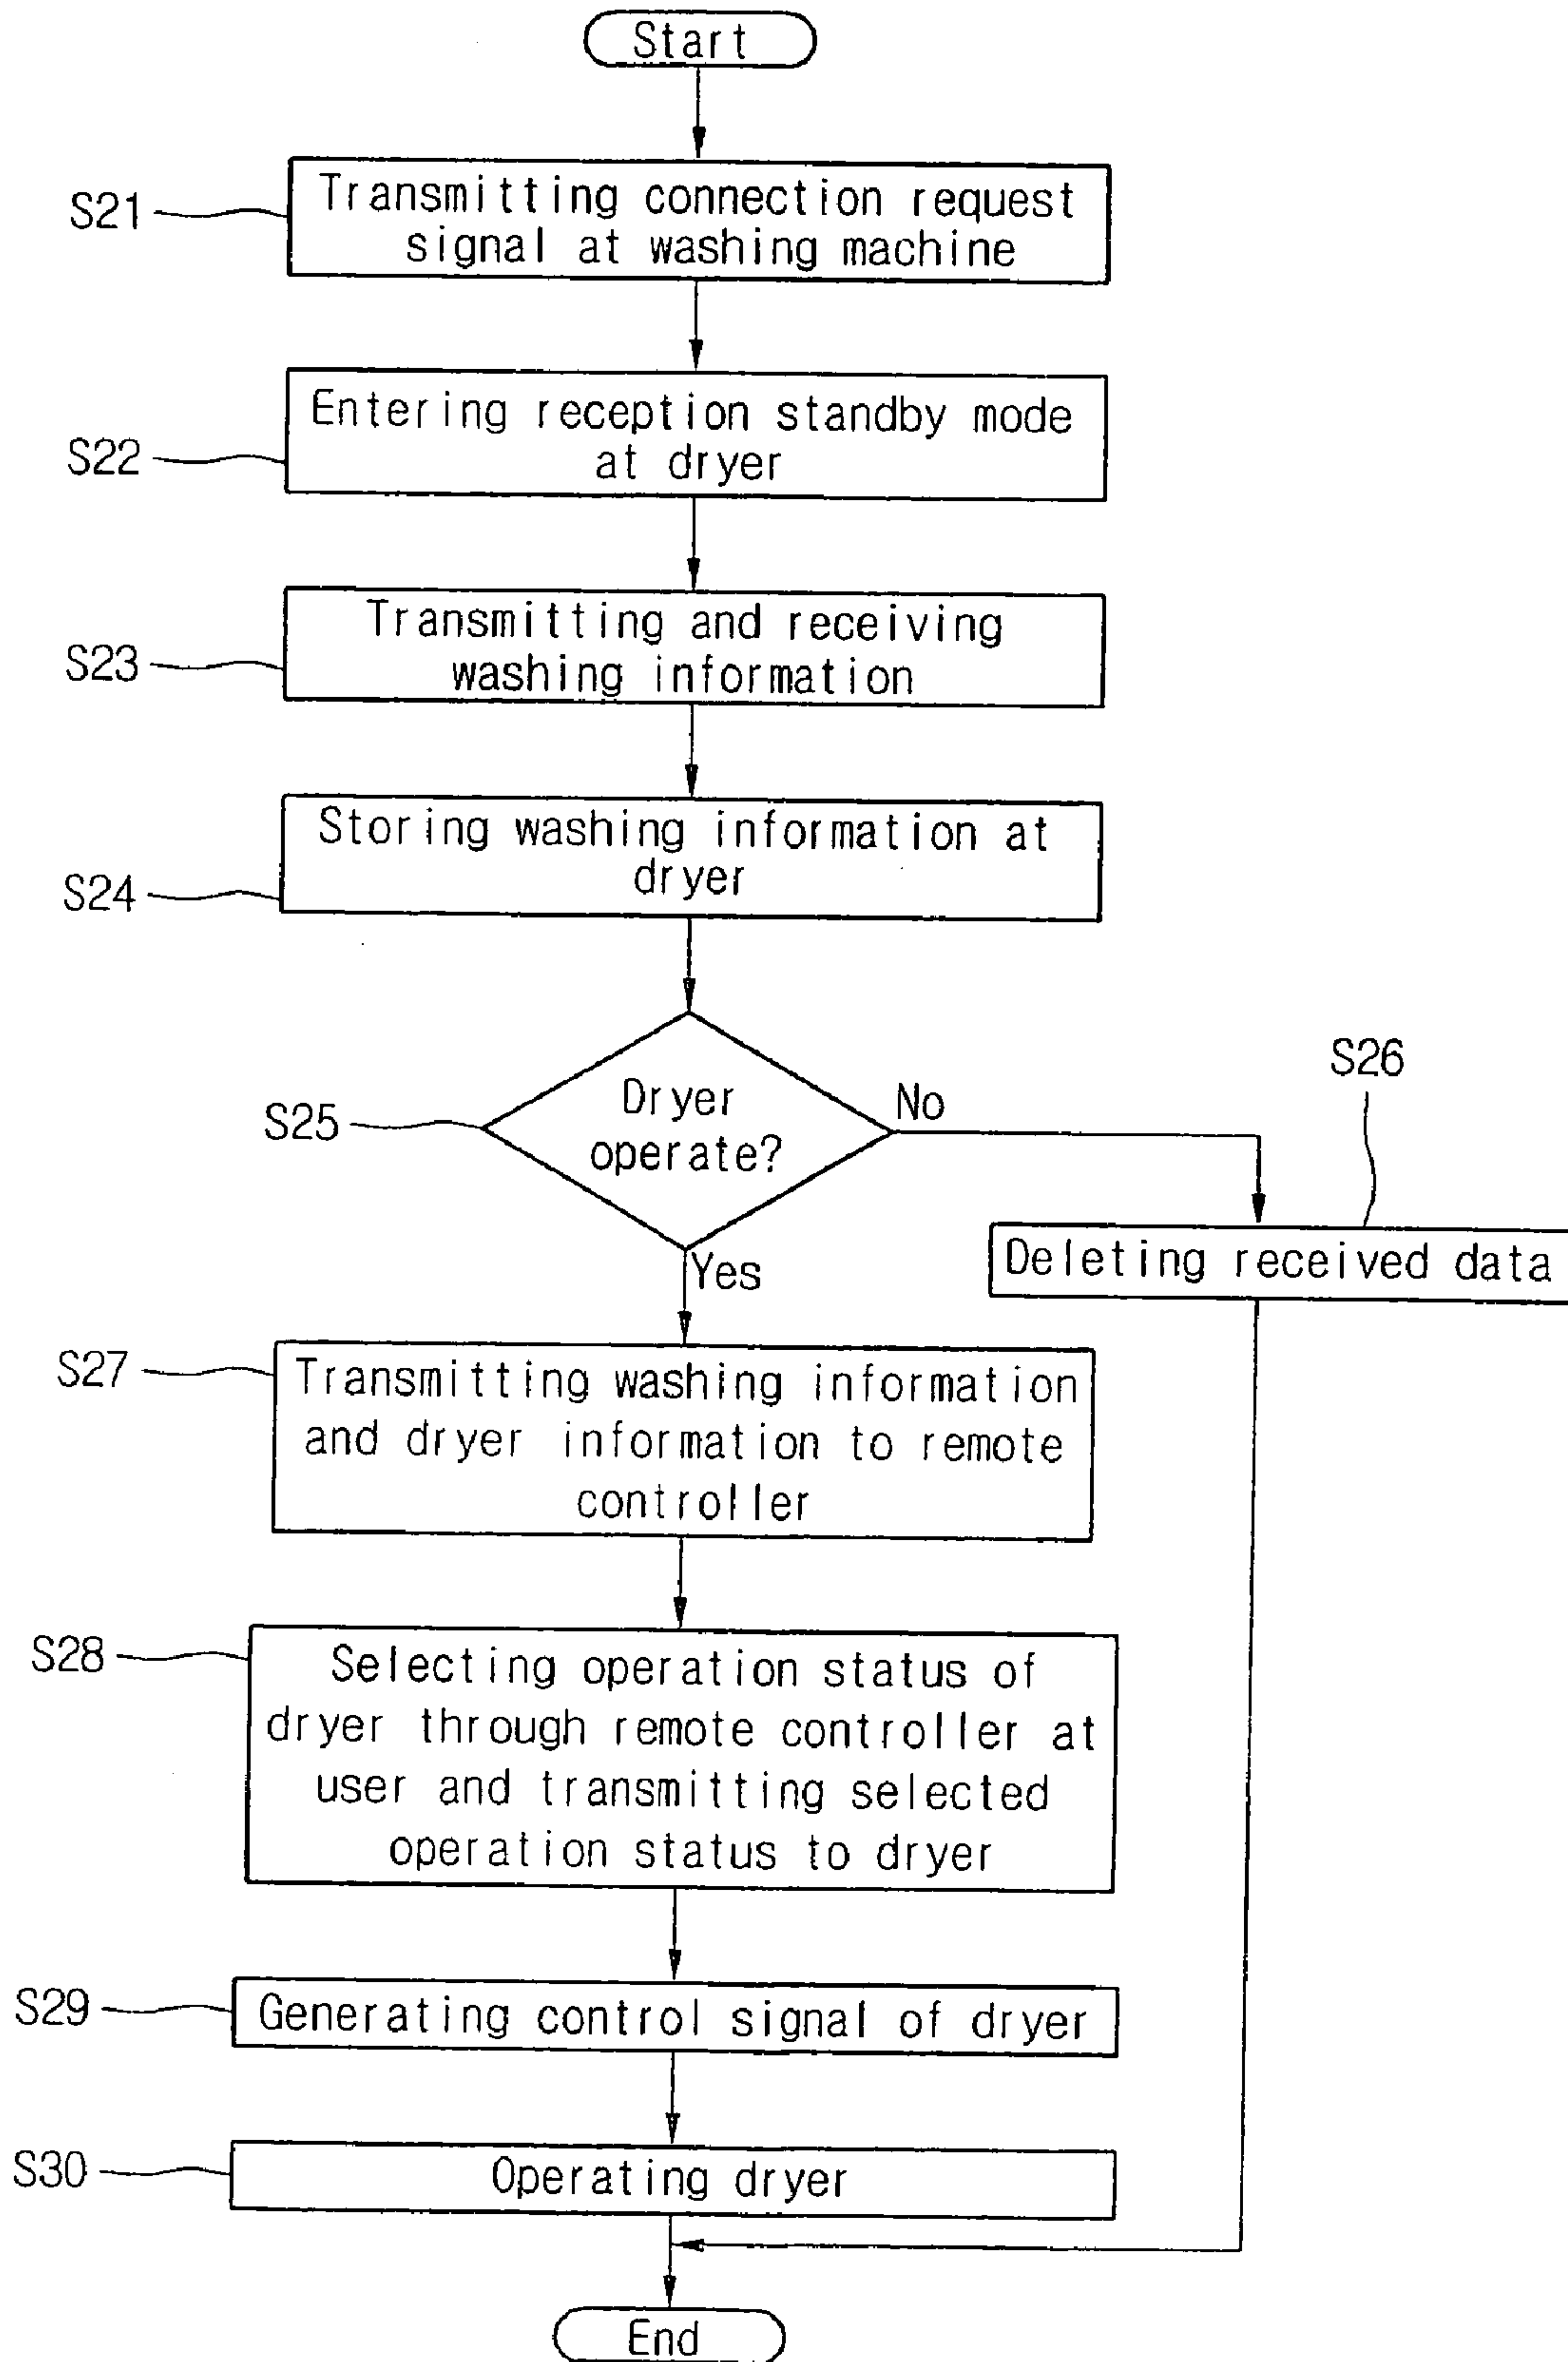 Start
S21
Transmitting connection request
signal at washing machine
S22
Entering reception standby mode
at dryer
S23
Transmitting and receiving
washing information
S24
Storing washing information at
dryer
S25
Dryer
operate?
No
S26
Deleting received data
Yes
S27
Transmitting washing information
and dryer information to remote
controller
S28
Selecting operation status of
dryer through remote controller at
user and transmitting selected
operation status to dryer
S29
Generating control signal of dryer
S30
Operating dryer
End